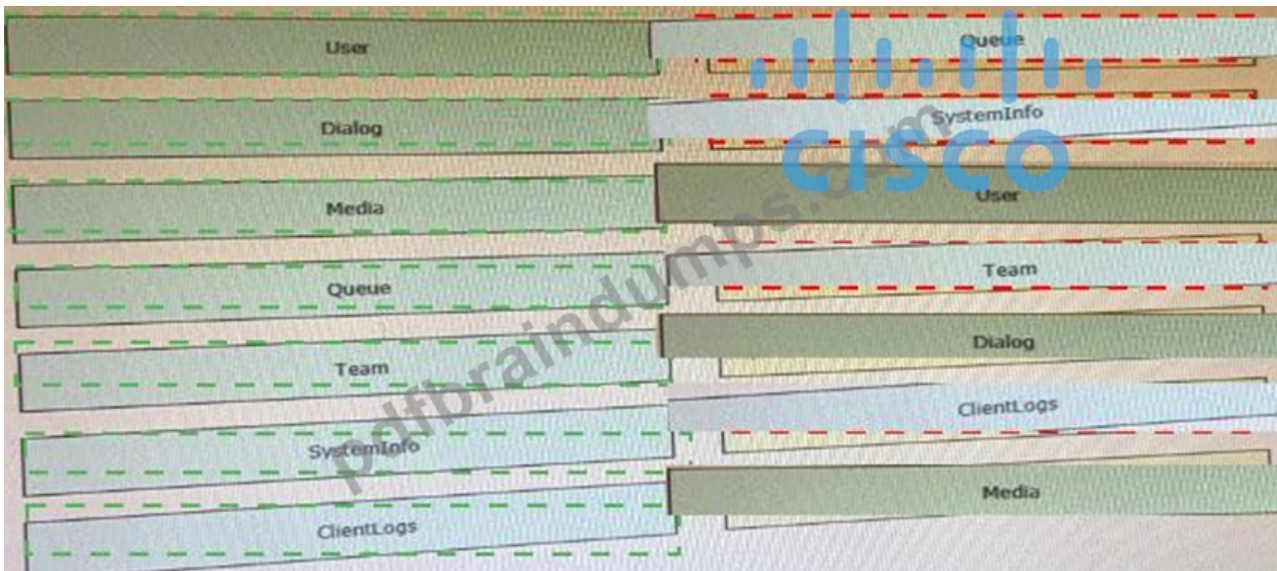 User
Queue
Dialog
SystemInfo
CISCO
Media
User
Queue
Team
Team
Dialog
SystemInfo
ClientLogs
ClientLogs
Media
pdfbraindumps.com